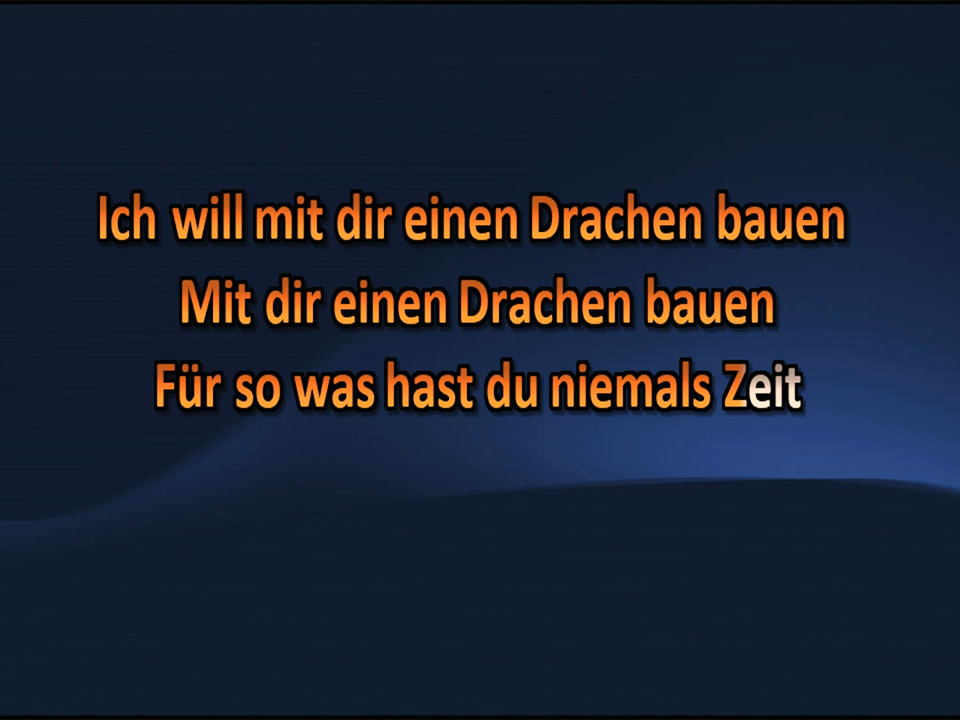 Ich will mit dir einen Drachen bauen
Mit dir einen Drachen bauen
Für so was hast du niemals Zeit